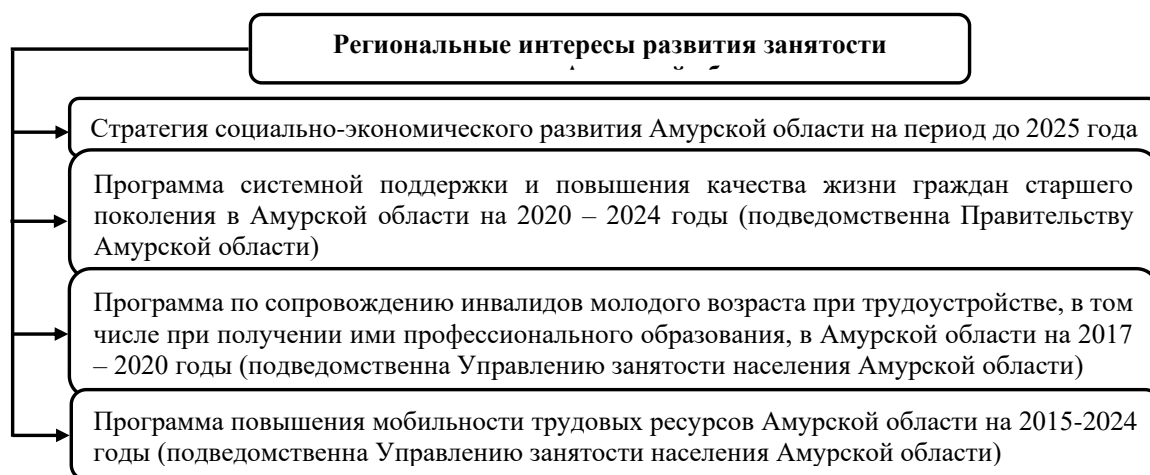 Региональные интересы развития занятости
Стратегия социально-экономического развития Амурской области на период до 2025 года
Программа системной поддержки и повышения качества жизни граждан старшего
поколения в Амурской области на 2020 – 2024 годы (подведомственна Правительству
Амурской области)
Программа по сопровождению инвалидов молодого возраста при трудоустройстве, в том
числе при получении ими профессионального образования, в Амурской области на 2017
– 2020 годы (подведомственна Управлению занятости населения Амурской области)
Программа повышения мобильности трудовых ресурсов Амурской области на 2015-2024
годы (подведомственна Управлению занятости населения Амурской области)